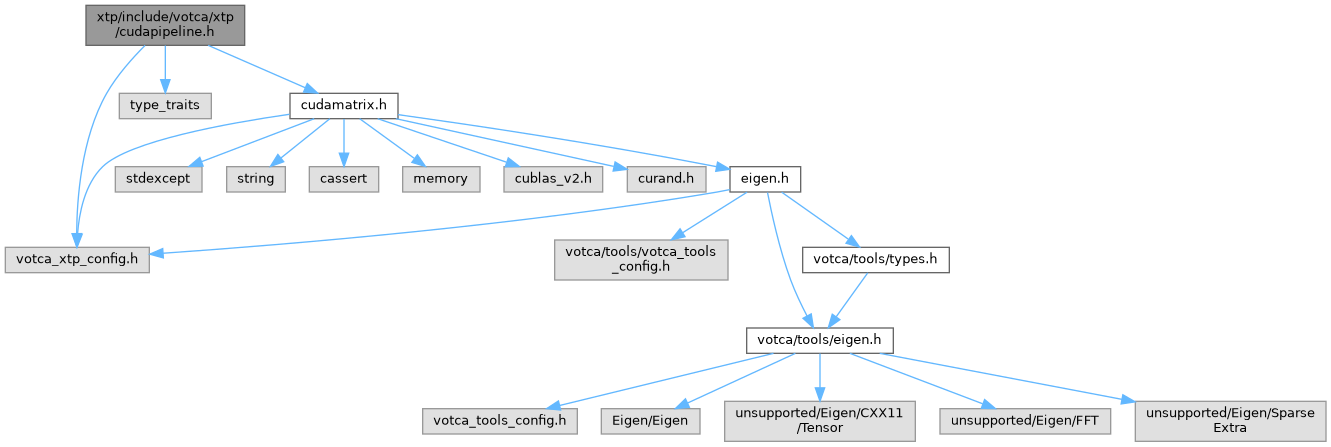 xtp/include/votca/xtp
/cudapipeline.h
type_traits
cudamatrix.h
stdexcept
string
cassert
memory
cublas_v2.h
curand.h
eigen.h
votca_xtp_config.h
votca/tools/votca_tools
_config.h
votca/tools/types.h
votca/tools/eigen.h
votca_tools_config.h
Eigen/Eigen
unsupported/Eigen/CXX11
/Tensor
unsupported/Eigen/FFT
unsupported/Eigen/Sparse
Extra